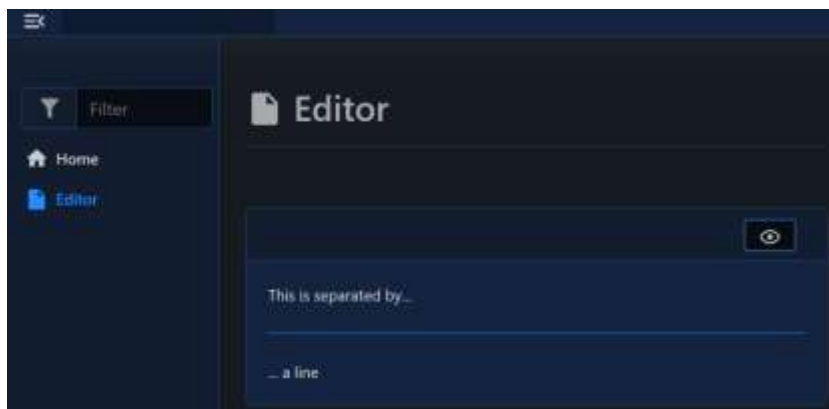 Filter
Editor
Home
Editor
This is separated by...
... a line